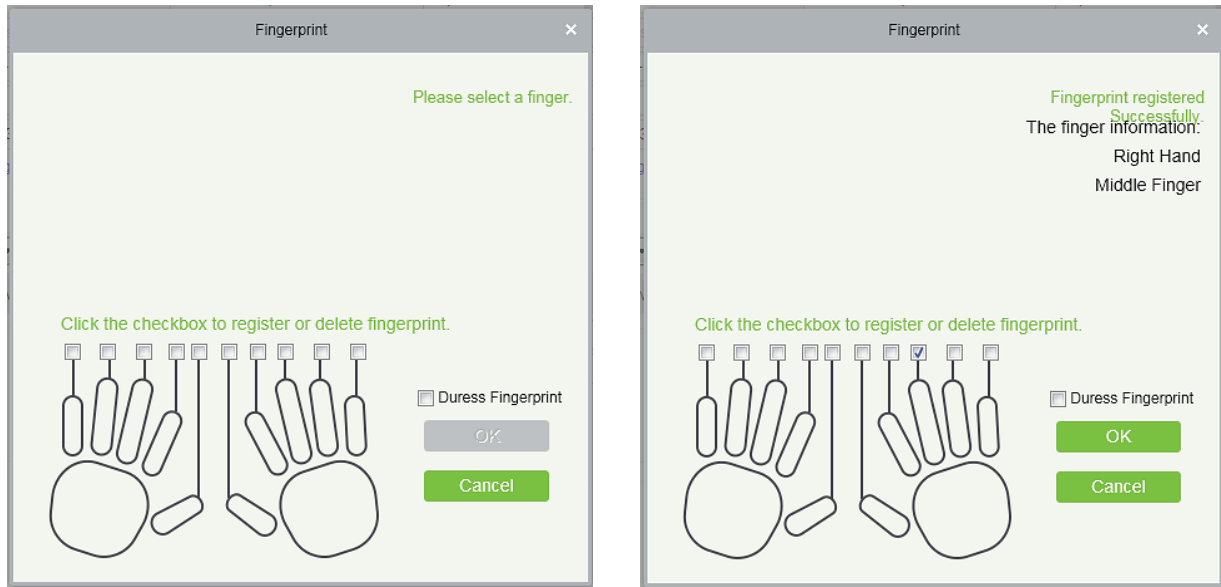 Fingerprint
Please select a finger.
Click the checkbox to register or delete fingerprint.
Duress Fingerprint
OK
Cancel
Fingerprint
Fingerprint registered
Successfully.
The finger information:
Right Hand
Middle Finger
Click the checkbox to register or delete fingerprint.
Duress Fingerprint
OK
Cancel